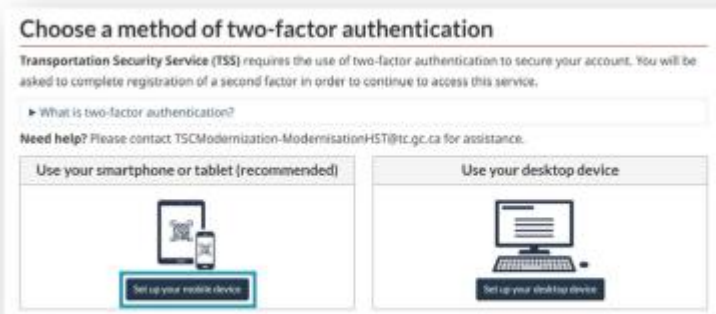 Choose a method of two-factor authentication
Transportation Security Service (TSS) requires the use of two-factor authentication to secure your account. You will be
asked to complete registration of a second factor in order to continue to access this service.
▶ What is two-factor authentication?
Need help? Please contact TSCModernization-ModernisationHST@tc.gc.ca for assistance.
Use your smartphone or tablet (recommended)
Use your desktop device
Set up your mobile device
Set up your desktop device